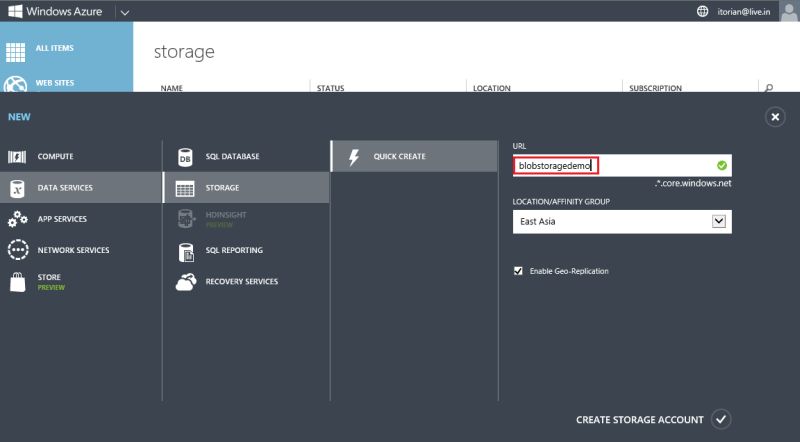 Windows Azure
itorian@live.in
ALL ITEMS
WEB SITES
storage
NAME STATUS LOCATION SUBSCRIPTION
NEW
COMPUTE
DATA SERVICES
APP SERVICES
NETWORK SERVICES
STORE
PREVIEW
DB
SQL DATABASE
STORAGE
HDINSIGHT
PREVIEW
SQL REPORTING
RECOVERY SERVICES
QUICK CREATE
URL
blobstoragedemo
.*.core.windows.net
LOCATION/AFFINITY GROUP
East Asia
Enable Geo-Replication
CREATE STORAGE ACCOUNT